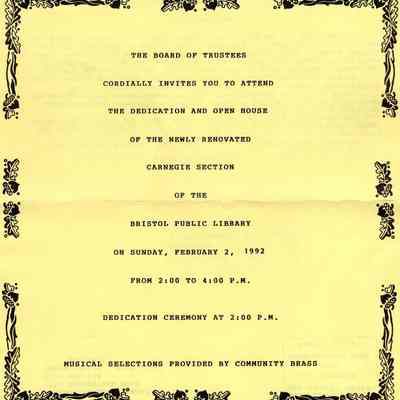 THE BOARD OF TRUSTEES
CORDIALLY INVITES YOU TO ATTEND
THE DEDICATION AND OPEN HOUSE
OF THE NEWLY RENOVATED
CARNEGIE SECTION
OF THE
BRISTOL PUBLIC LIBRARY
ON SUNDAY, FEBRUARY 2, 1992
FROM 2:00 TO 4:00 P.M.
DEDICATION CEREMONY AT 2:00 P.M.
MUSICAL SELECTIONS PROVIDED BY COMMUNITY BRASS